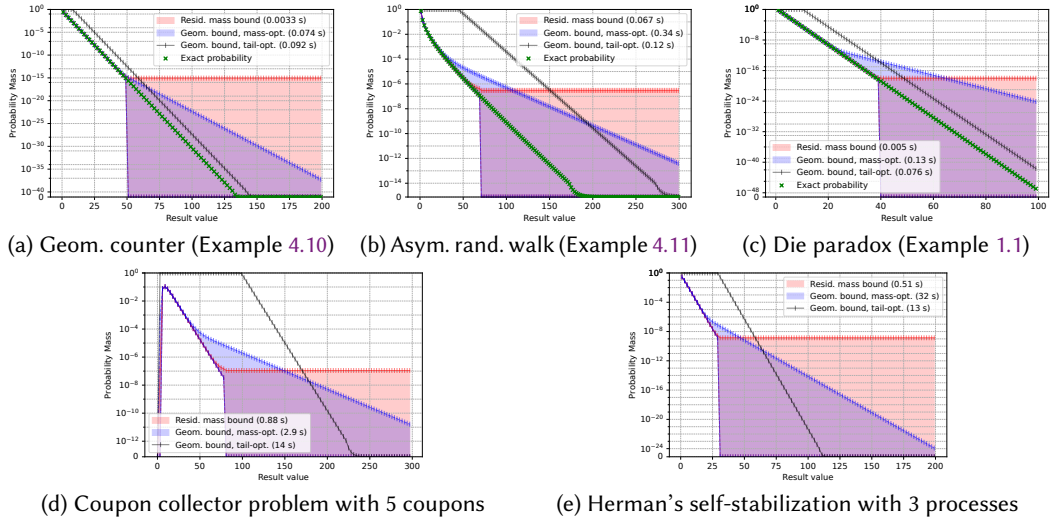 10⁰
10⁻⁵
10⁻¹⁰
10⁻¹⁵
10⁻²⁰
10⁻²⁵
10⁻³⁰
10⁻³⁵
10⁻⁴⁰
0
Probability Mass
Resid. mass bound (0.0033 s)
Geom. bound, mass-opt. (0.074 s)
Geom. bound, tail-opt. (0.092 s)
Exact probability
0 25 50 75 100 125 150 175 200
Result value
(a) Geom. counter (Example 4.10)
10⁰
10⁻²
10⁻⁴
10⁻⁶
10⁻⁸
10⁻¹⁰
10⁻¹²
10⁻¹⁴
0
Probability Mass
Resid. mass bound (0.067 s)
Geom. bound, mass-opt. (0.34 s)
Geom. bound, tail-opt. (0.12 s)
Exact probability
0 50 100 150 200 250 300
Result value
(b) Asym. rand. walk (Example 4.11)
10⁰
10⁻⁶
10⁻¹²
10⁻¹⁸
10⁻²⁴
10⁻³⁰
10⁻³⁶
10⁻⁴²
10⁻⁴⁸
0
Probability Mass
Resid. mass bound (0.005 s)
Geom. bound, mass-opt. (0.13 s)
Geom. bound, tail-opt. (0.076 s)
Exact probability
0 20 40 60 80 100
Result value
(c) Die paradox (Example 1.1)
10⁰
10⁻²
10⁻⁴
10⁻⁶
10⁻⁸
10⁻¹⁰
10⁻¹²
0
Probability Mass
Resid. mass bound (0.88 s)
Geom. bound, mass-opt. (2.9 s)
Geom. bound, tail-opt. (14 s)
0 50 100 150 200 250 300
Result value
(d) Coupon collector problem with 5 coupons
10⁰
10⁻⁴
10⁻⁸
10⁻¹²
10⁻¹⁶
10⁻²⁰
10⁻²⁴
0
Probability Mass
Resid. mass bound (0.51 s)
Geom. bound, mass-opt. (32 s)
Geom. bound, tail-opt. (13 s)
0 25 50 75 100 125 150 175 200
Result value
(e) Herman's self-stabilization with 3 processes